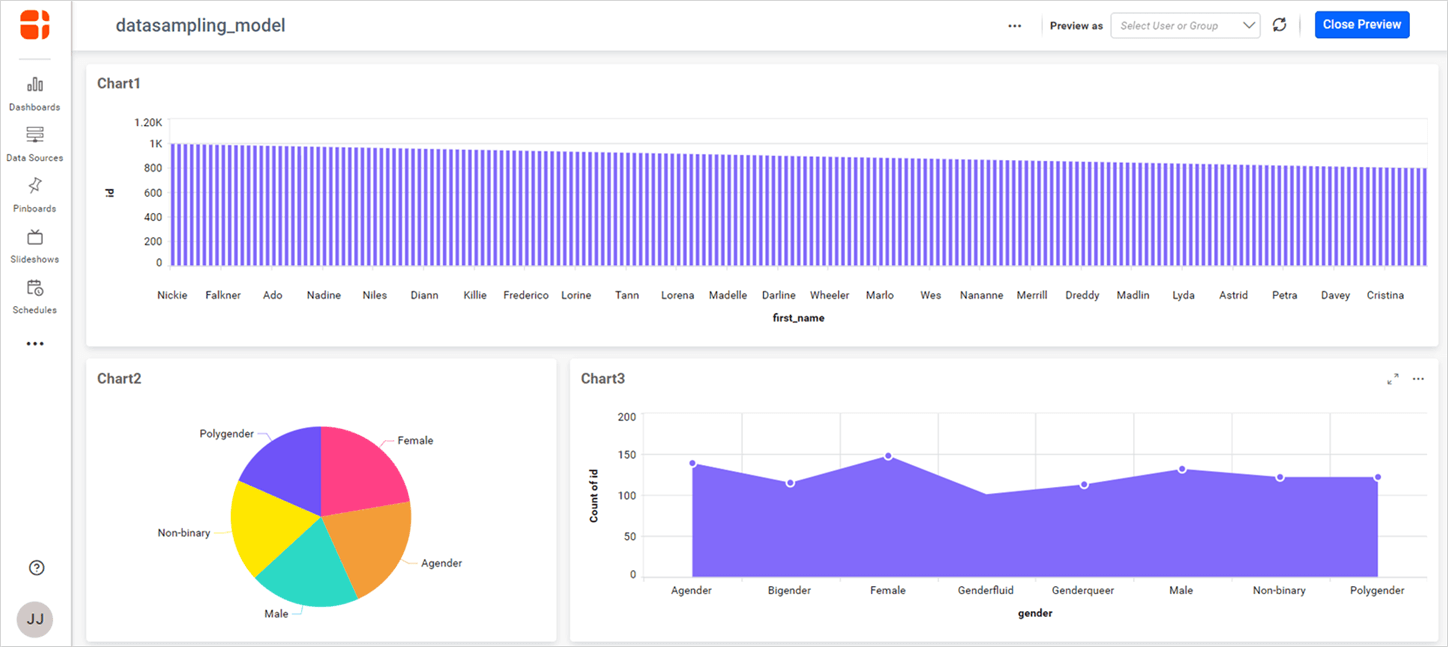 datasampling_model
Preview as
Select User or Group
Close Preview
Dashboards
Data Sources
Pinboards
Slideshows
Schedules
JJ
Chart1
1.20K
1K
800
600
400
200
0
id
Nickie Falkner Ado Nadine Niles Diann Killie Frederico Lorine Tann Lorena Madelle Darline Wheeler Marlo Wes Nananne Merrill Dreddy Madlin Lyda Astrid Petra Davey Cristina
first_name
Chart2
Polygender
Female
Non-binary
Agender
Male
Chart3
200
150
100
50
0
Count of id
Agender Bigender Female Genderfluid Genderqueer Male Non-binary Polygender
gender